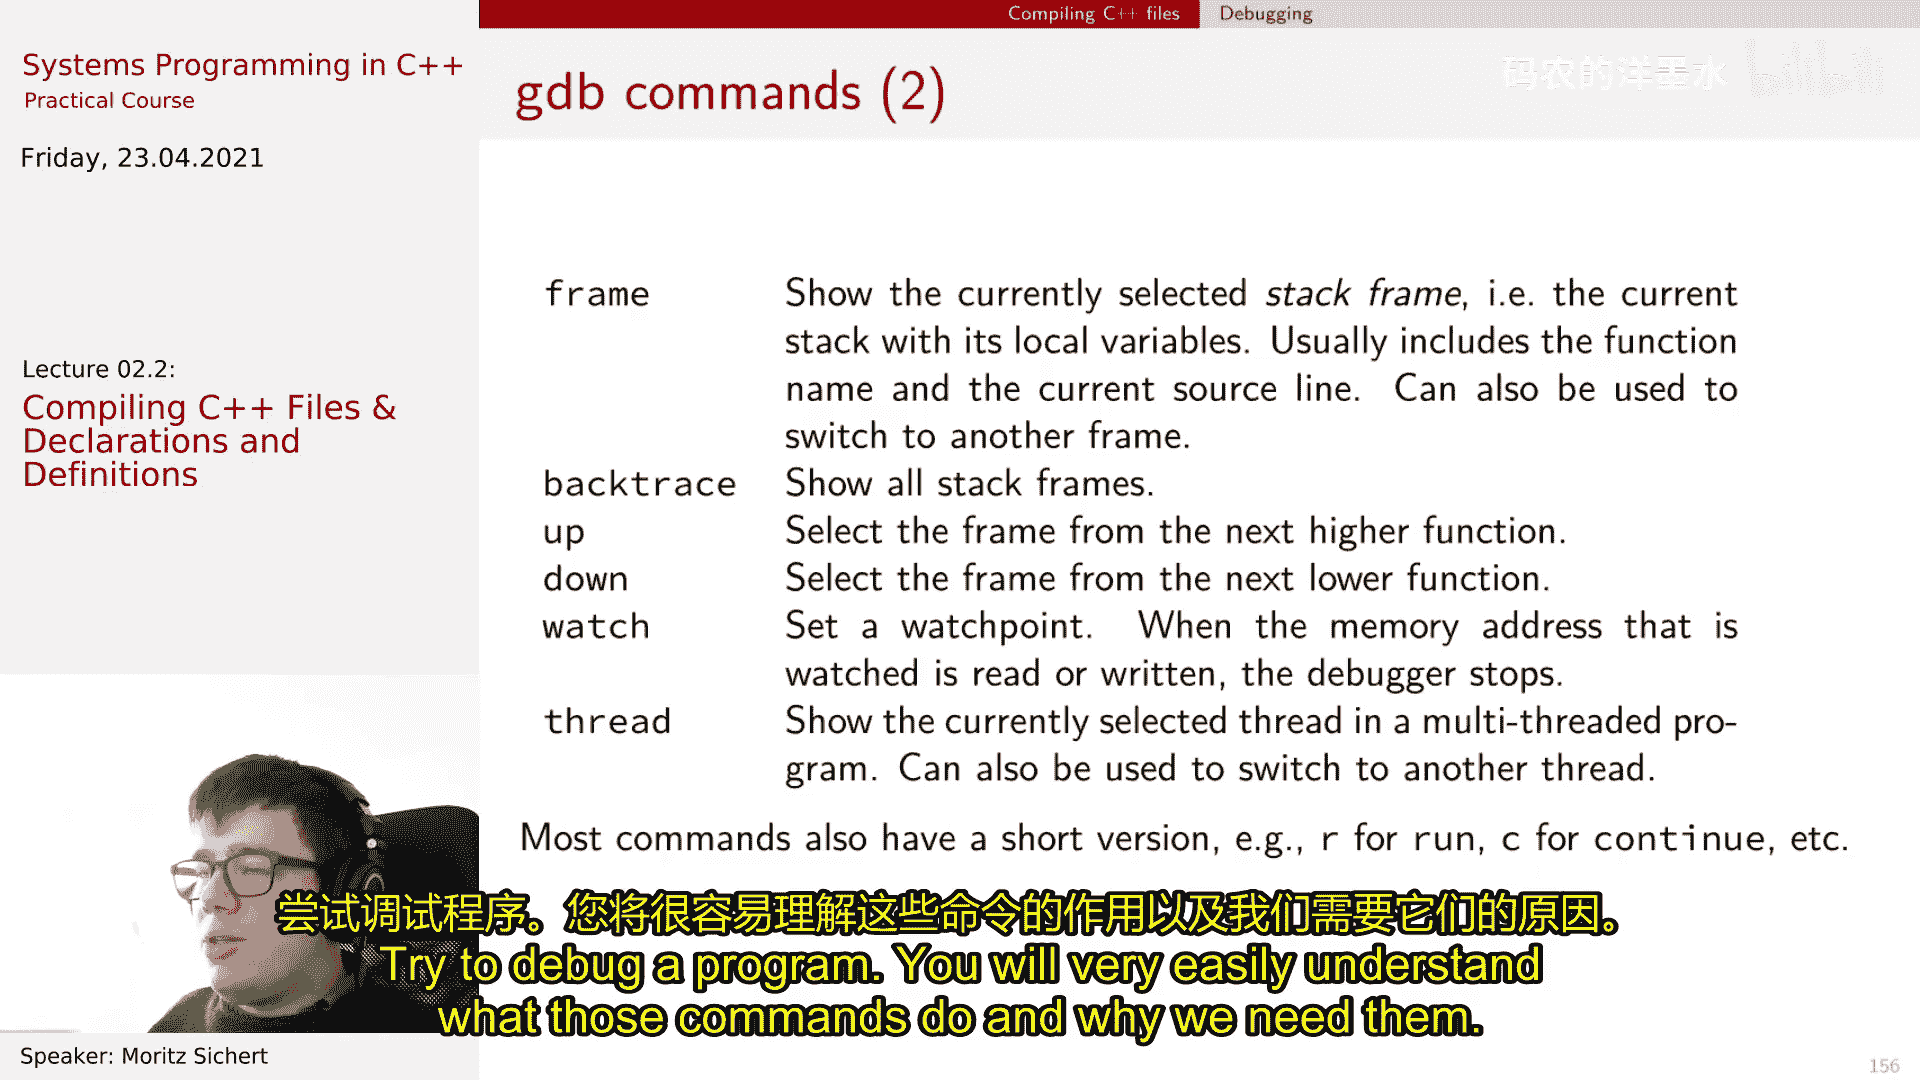 Compiling C++ files Debugging
Systems Programming in C++
Practical Course
Friday, 23.04.2021
gdb commands (2)
码农的洋墨水 bilibili
frame Show the currently selected stack frame, i.e. the current
stack with its local variables. Usually includes the function
name and the current source line. Can also be used to
switch to another frame.
backtrace Show all stack frames.
up Select the frame from the next higher function.
down Select the frame from the next lower function.
watch Set a watchpoint. When the memory address that is
watched is read or written, the debugger stops.
thread Show the currently selected thread in a multi-threaded pro-
gram. Can also be used to switch to another thread.
Most commands also have a short version, e.g., r for run, c for continue, etc.
Lecture 02.2:
Compiling C++ Files &
Declarations and
Definitions
尝试调试程序。您将很容易理解这些命令的作用以及我们需要它们的原因。
Try to debug a program. You will very easily understand
what those commands do and why we need them.
Speaker: Moritz Sichert
156